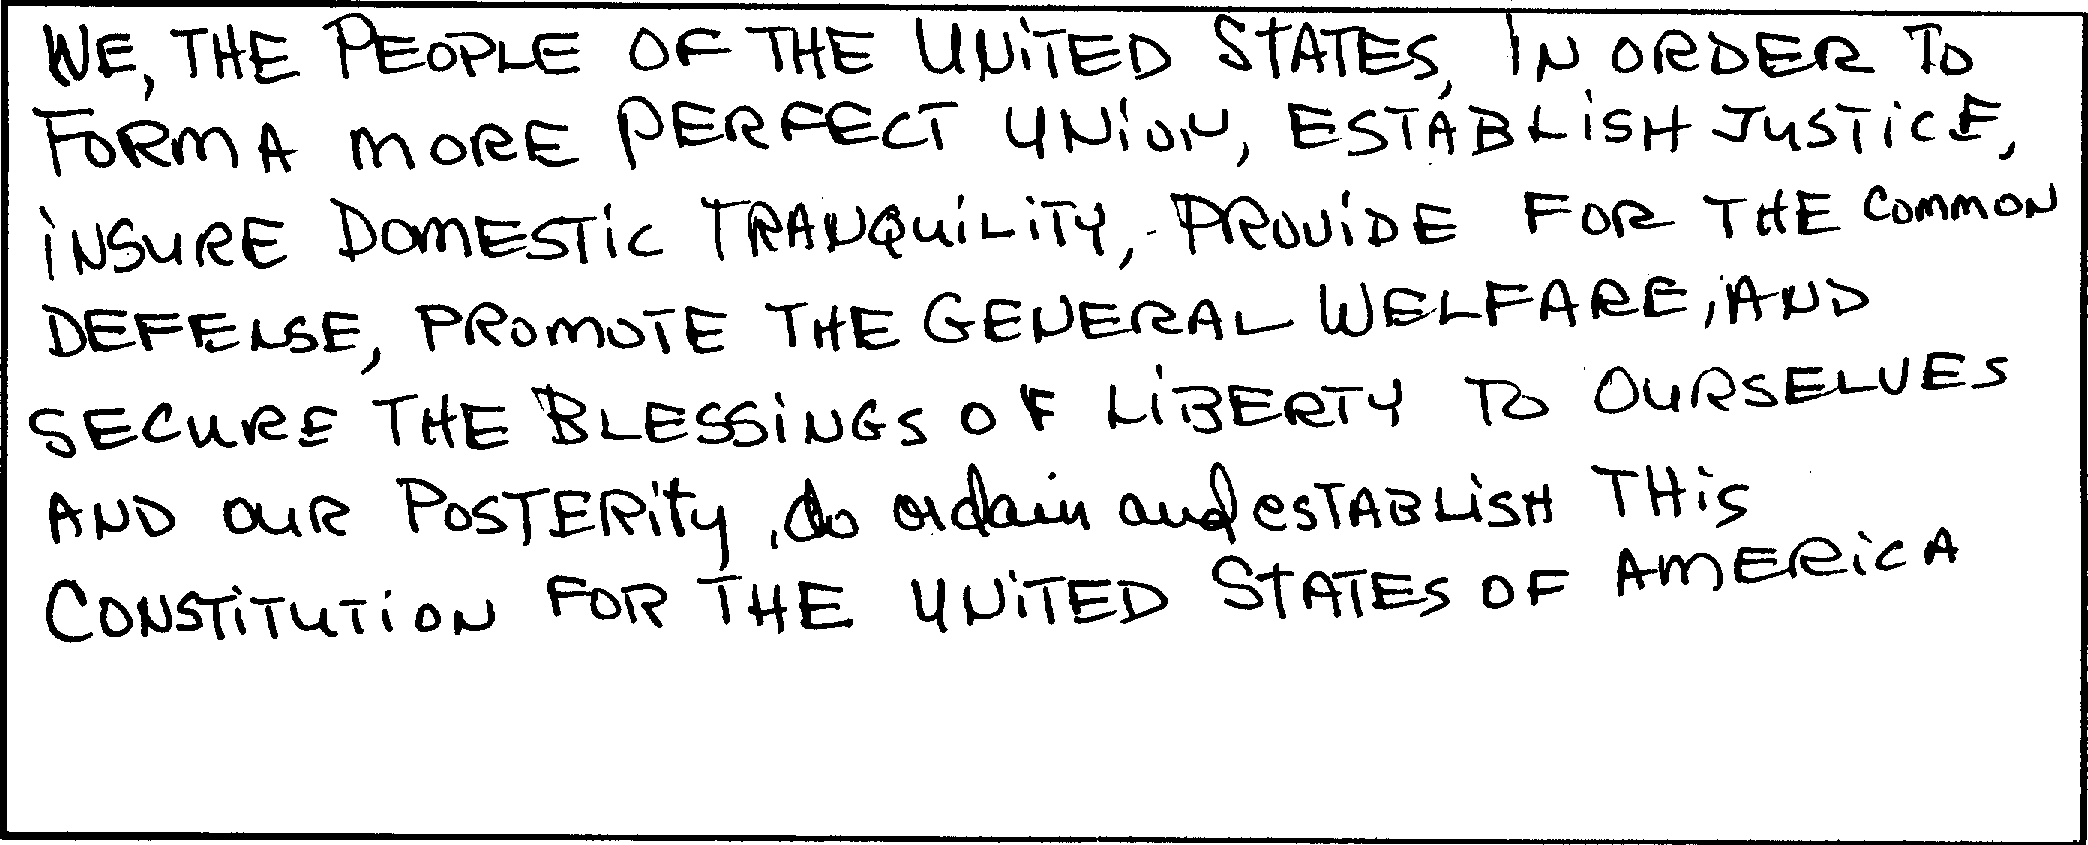 WE, THE PEOPLE OF THE UNITED STATES, IN ORDER TO
FORM A MORE PERFECT UNION, ESTABLISH JUSTICE,
INSURE DOMESTIC TRANQUILITY, PROVIDE FOR THE COMMON
DEFENSE, PROMOTE THE GENERAL WELFARE, AND
SECURE THE BLESSINGS OF LIBERTY TO OURSELVES
AND OUR POSTERITY, do ordain and ESTABLISH THIS
CONSTITUTION FOR THE UNITED STATES OF AMERICA